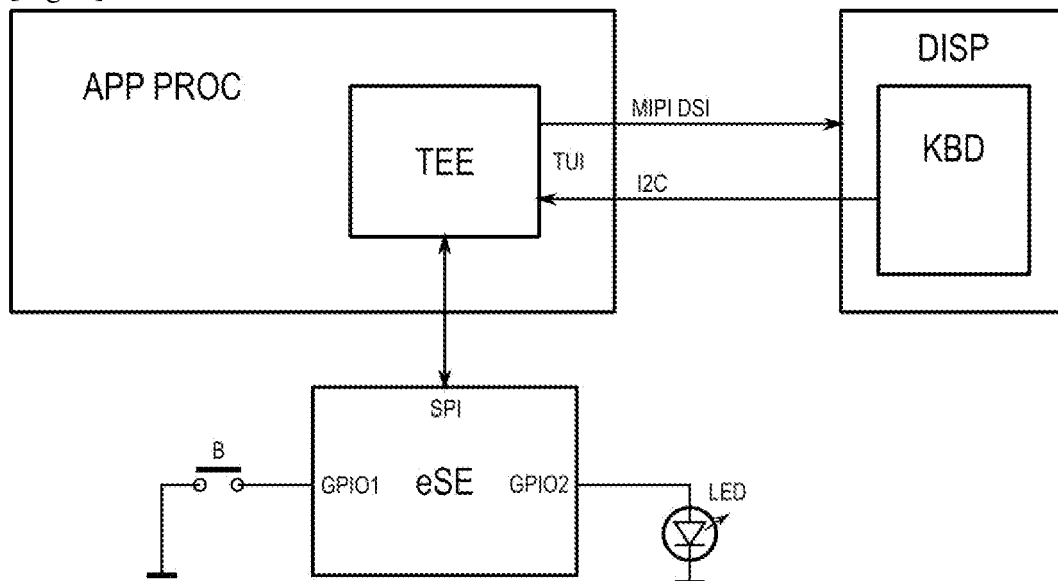 APP PROC
DISP
TEE
TUI
MIPI DSI
I2C
KBD
SPI
B
GPIO1
eSE
GPIO2
LED